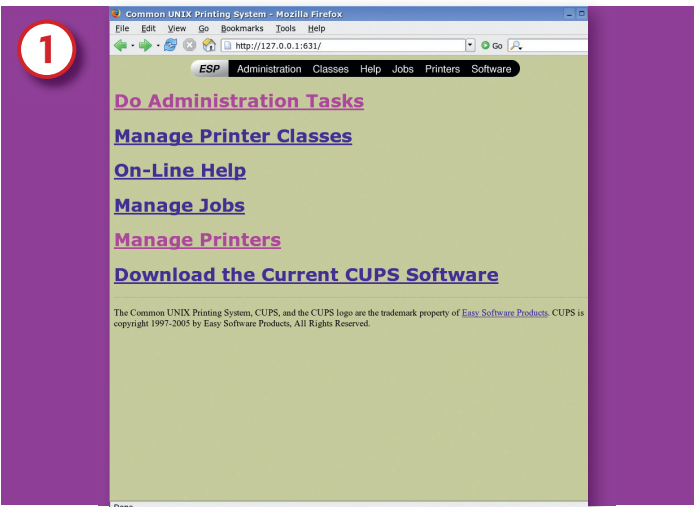 1
Common UNIX Printing System - Mozilla Firefox
File Edit View Go Bookmarks Tools Help
http://127.0.0.1:631/ Go
ESP Administration Classes Help Jobs Printers Software
Do Administration Tasks
Manage Printer Classes
On-Line Help
Manage Jobs
Manage Printers
Download the Current CUPS Software
The Common UNIX Printing System, CUPS, and the CUPS logo are the trademark property of Easy Software Products. CUPS is
copyright 1997-2005 by Easy Software Products, All Rights Reserved.
Done